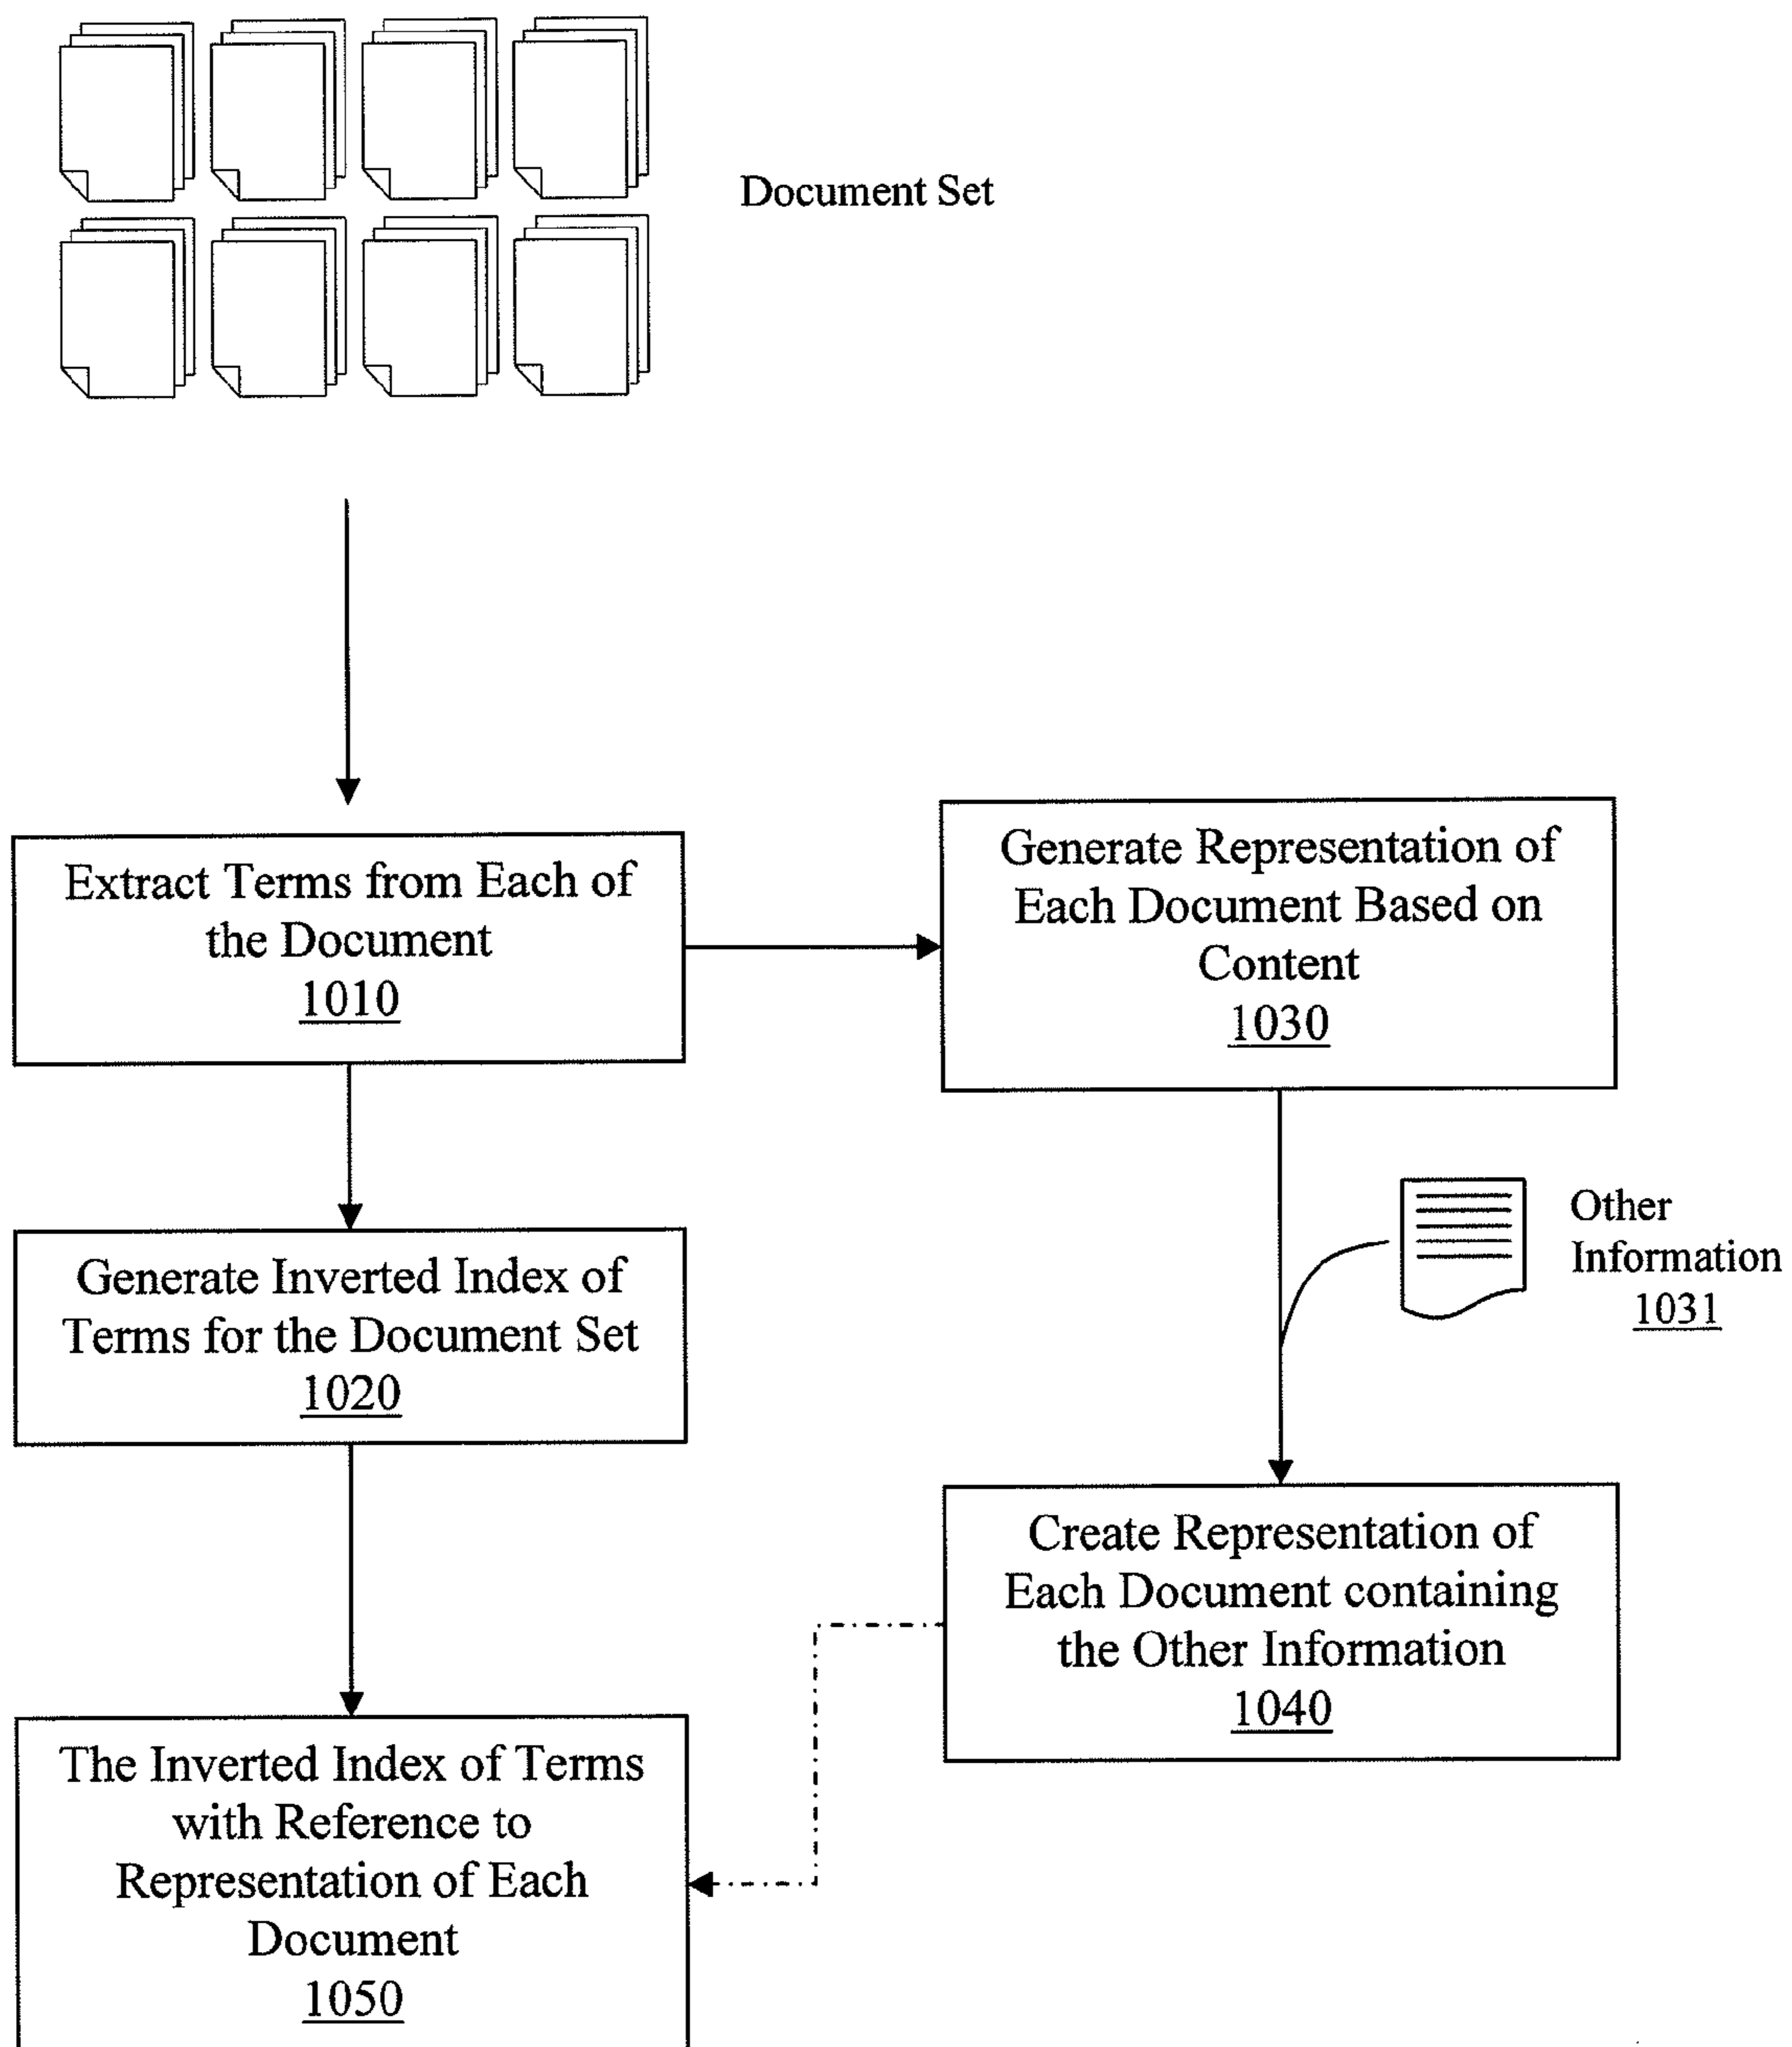 Document Set
Extract Terms from Each of
the Document
1010
Generate Representation of
Each Document Based on
Content
1030
Generate Inverted Index of
Terms for the Document Set
1020
Other
Information
1031
Create Representation of
Each Document containing
the Other Information
1040
The Inverted Index of Terms
with Reference to
Representation of Each
Document
1050